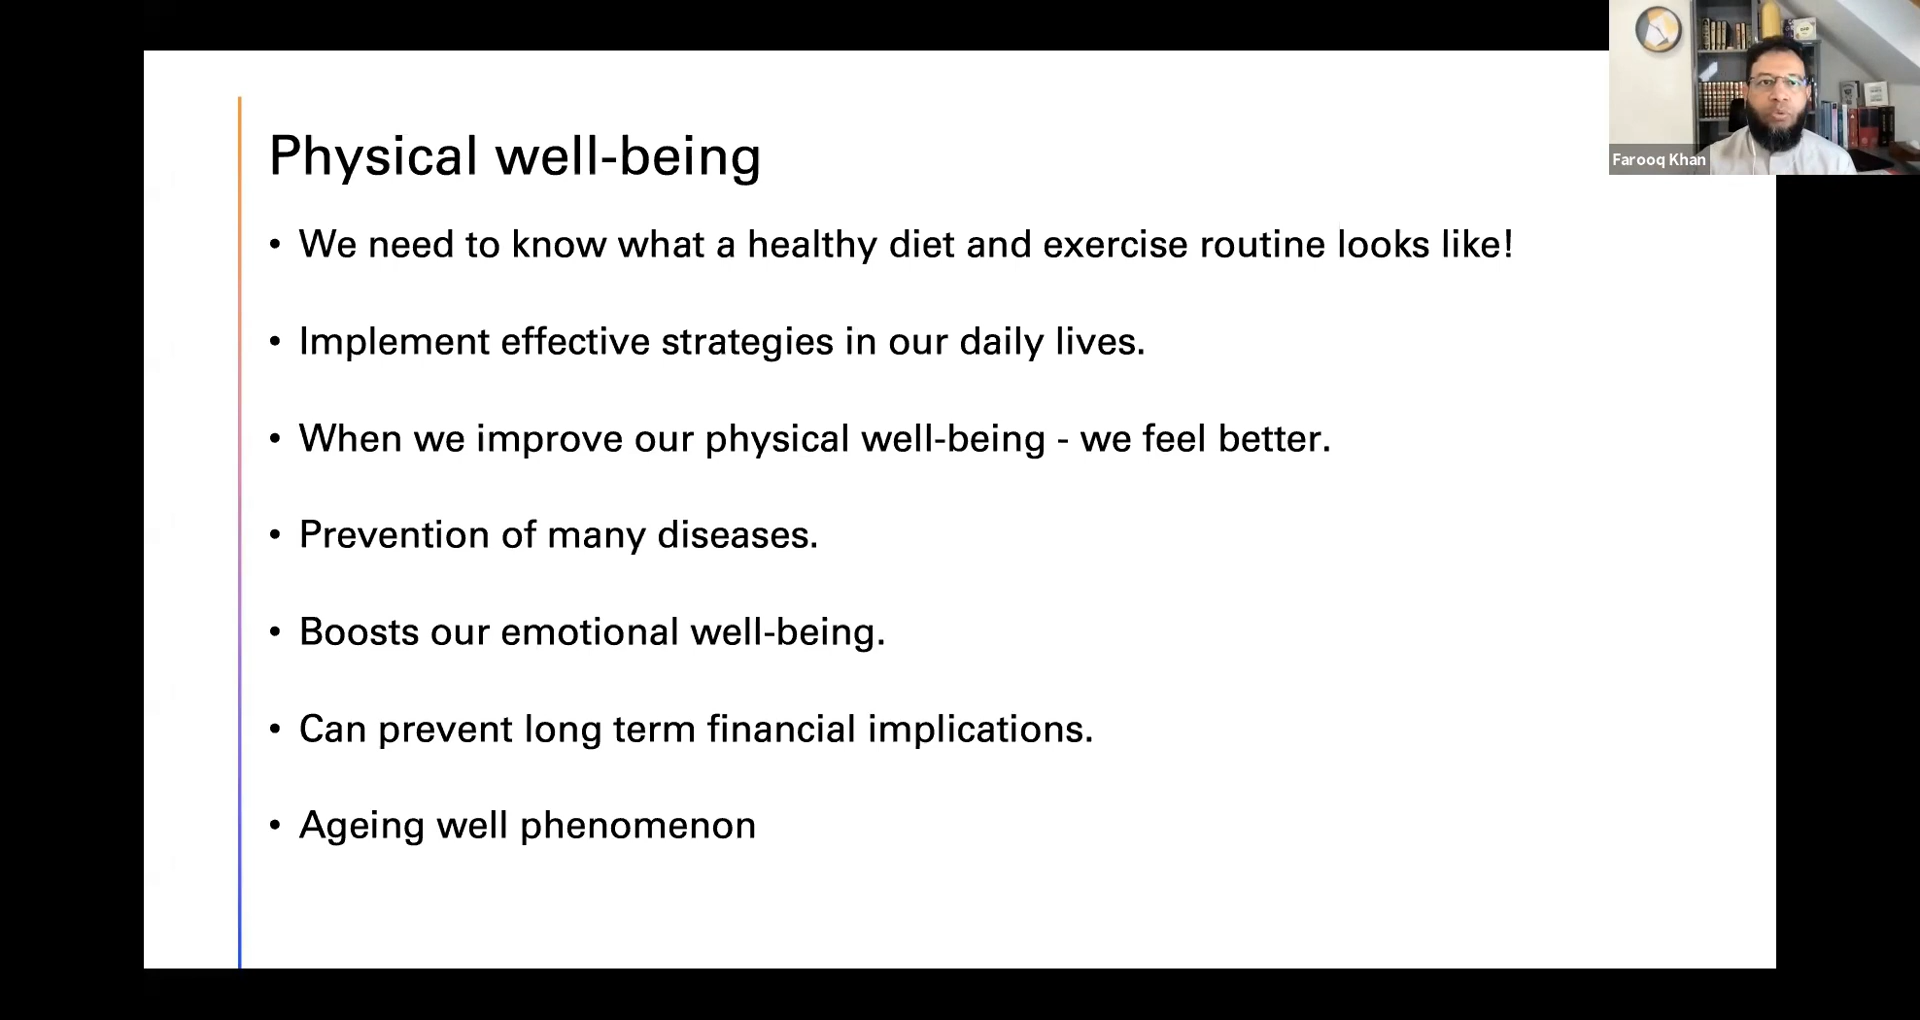 Physical well-being
• We need to know what a healthy diet and exercise routine looks like!
• Implement effective strategies in our daily lives.
• When we improve our physical well-being - we feel better.
• Prevention of many diseases.
• Boosts our emotional well-being.
• Can prevent long term financial implications.
• Ageing well phenomenon
Farooq Khan